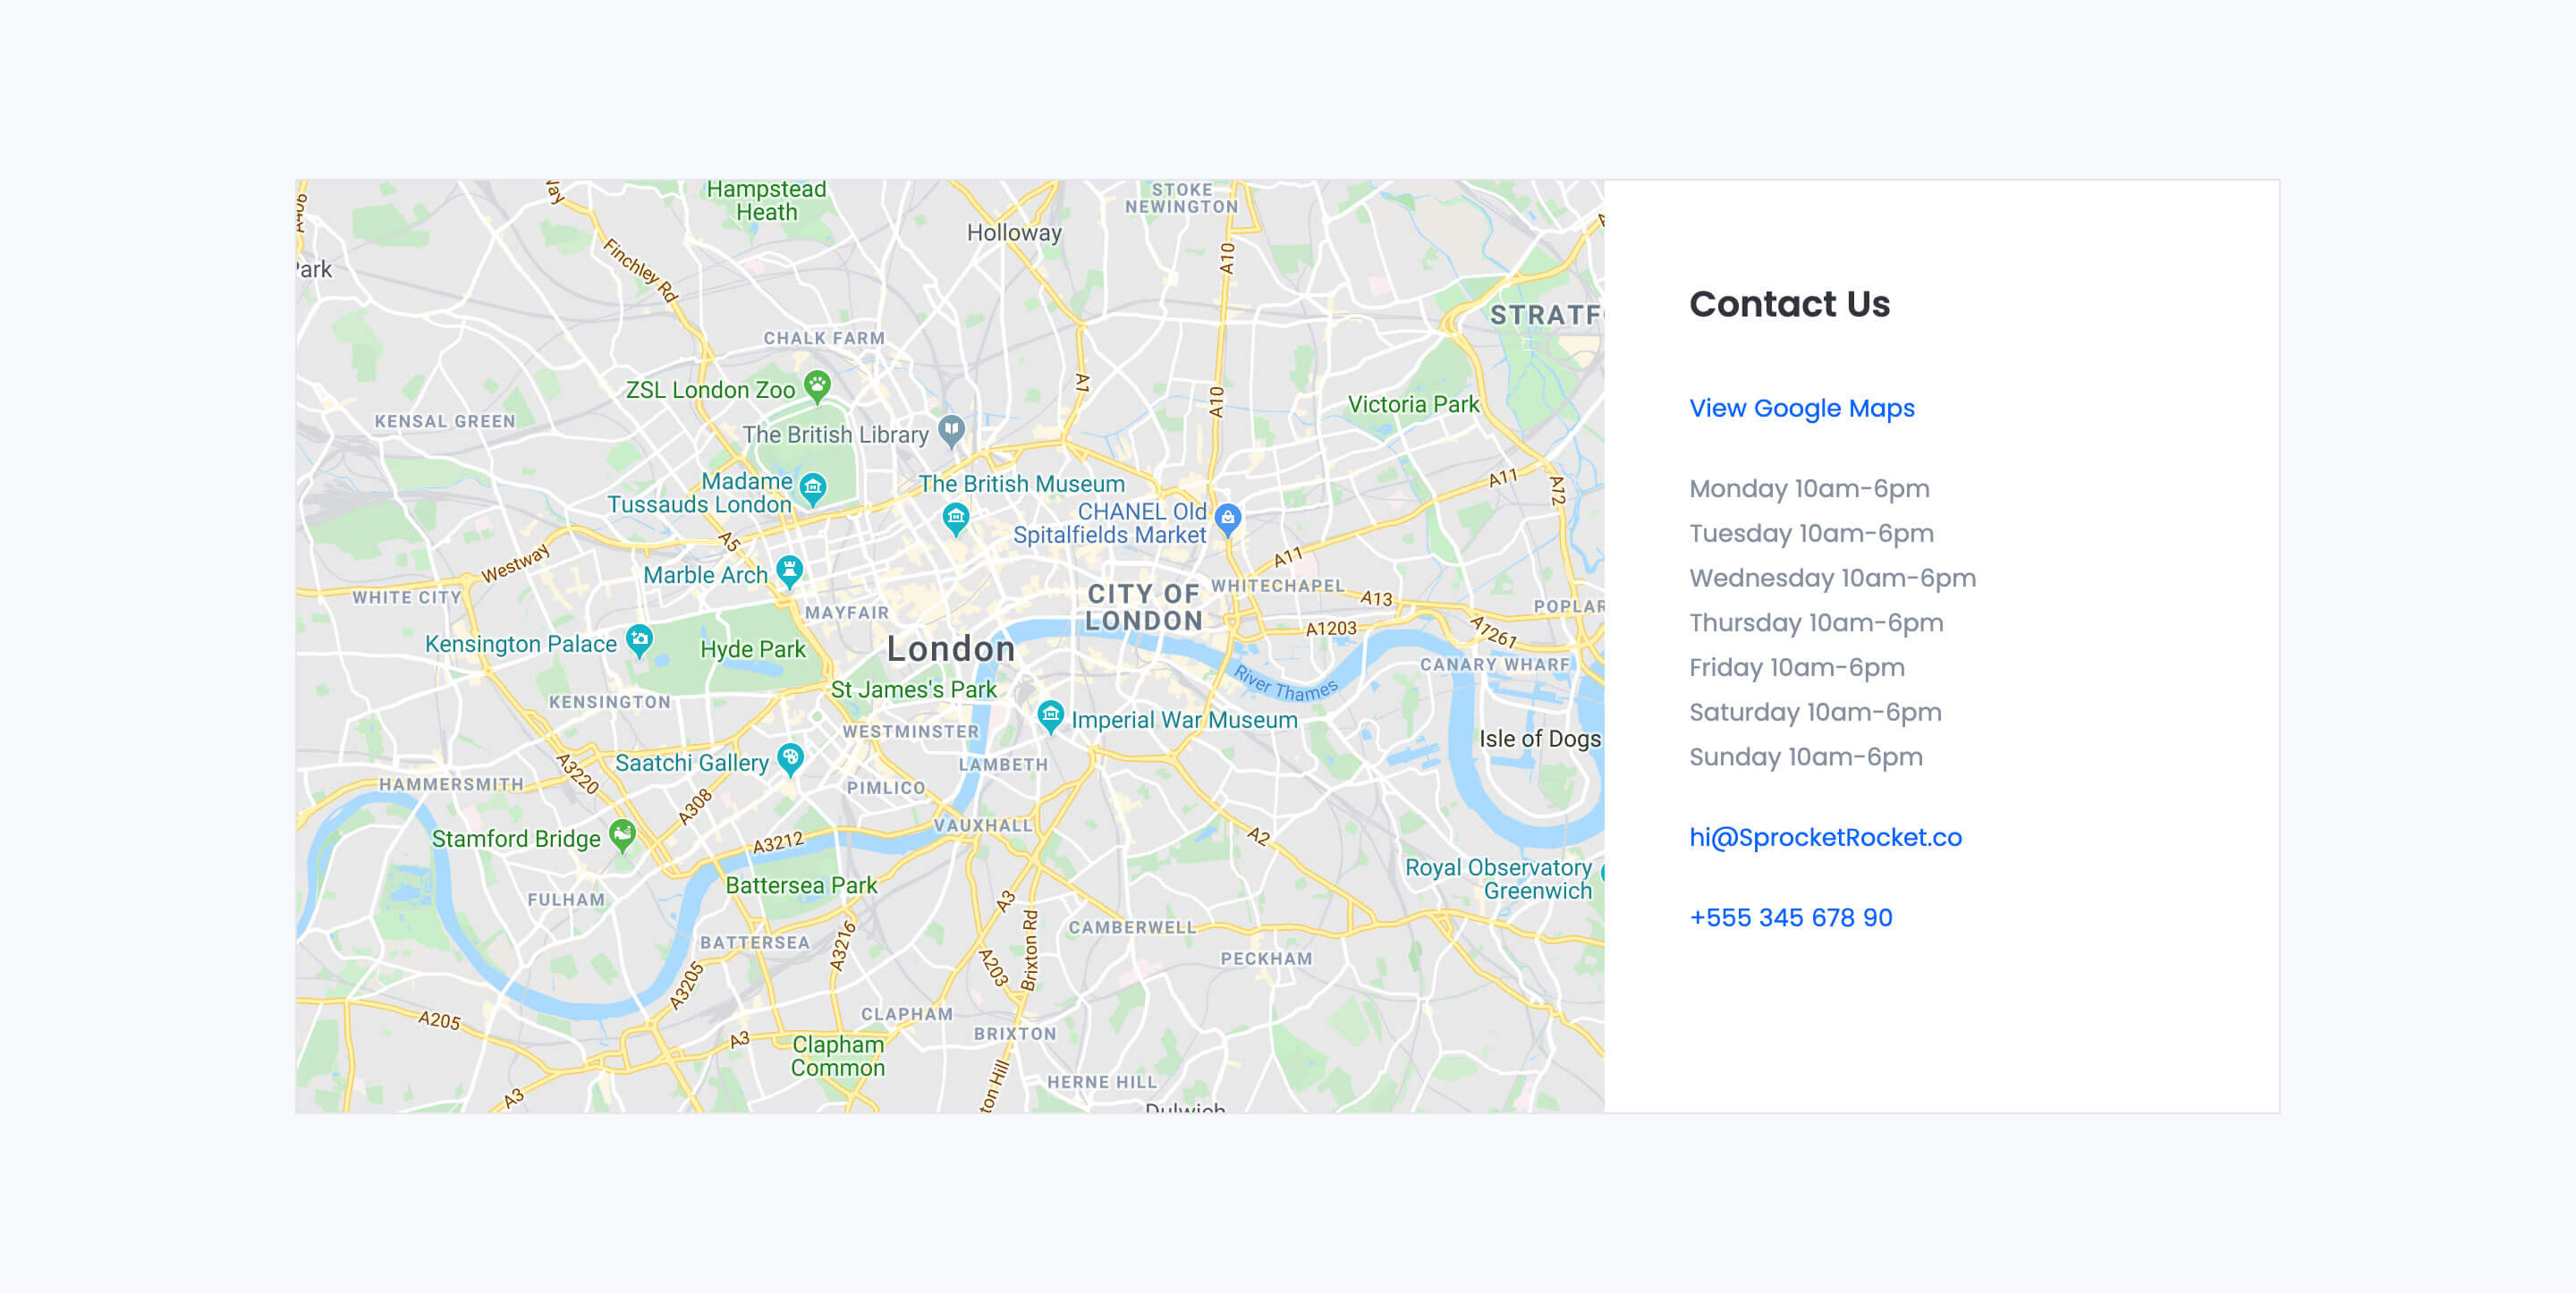 Hampstead
Heath
STOKE
NEWINGTON
Holloway
A10
Finchley Rd
STRATF
CHALK FARM
A1
A10
ZSL London Zoo
Victoria Park
KENSAL GREEN
The British Library
Madame
Tussauds London
The British Museum
A11
A12
CHANEL Old
Spitalfields Market
A5
Westway
A11
Marble Arch
WHITE CITY
MAYFAIR
CITY OF
LONDON
WHITECHAPEL
A13
POPLAR
Kensington Palace
Hyde Park
London
A1203
A1261
CANARY WHARF
River Thames
St James's Park
KENSINGTON
WESTMINSTER
Imperial War Museum
Isle of Dogs
Saatchi Gallery
LAMBETH
A3220
HAMMERSMITH
PIMLICO
A308
VAUXHALL
A2
Stamford Bridge
A3212
Royal Observatory
Greenwich
Battersea Park
FULHAM
A3
Brixton Rd
CAMBERWELL
BATTERSEA
A3216
PECKHAM
A203
A3205
CLAPHAM
A205
BRIXTON
A3
Clapham
Common
HERNE HILL
ton Hill
A3
Dulwich
Contact Us
View Google Maps
Monday 10am-6pm
Tuesday 10am-6pm
Wednesday 10am-6pm
Thursday 10am-6pm
Friday 10am-6pm
Saturday 10am-6pm
Sunday 10am-6pm
hi@SprocketRocket.co
+555 345 678 90